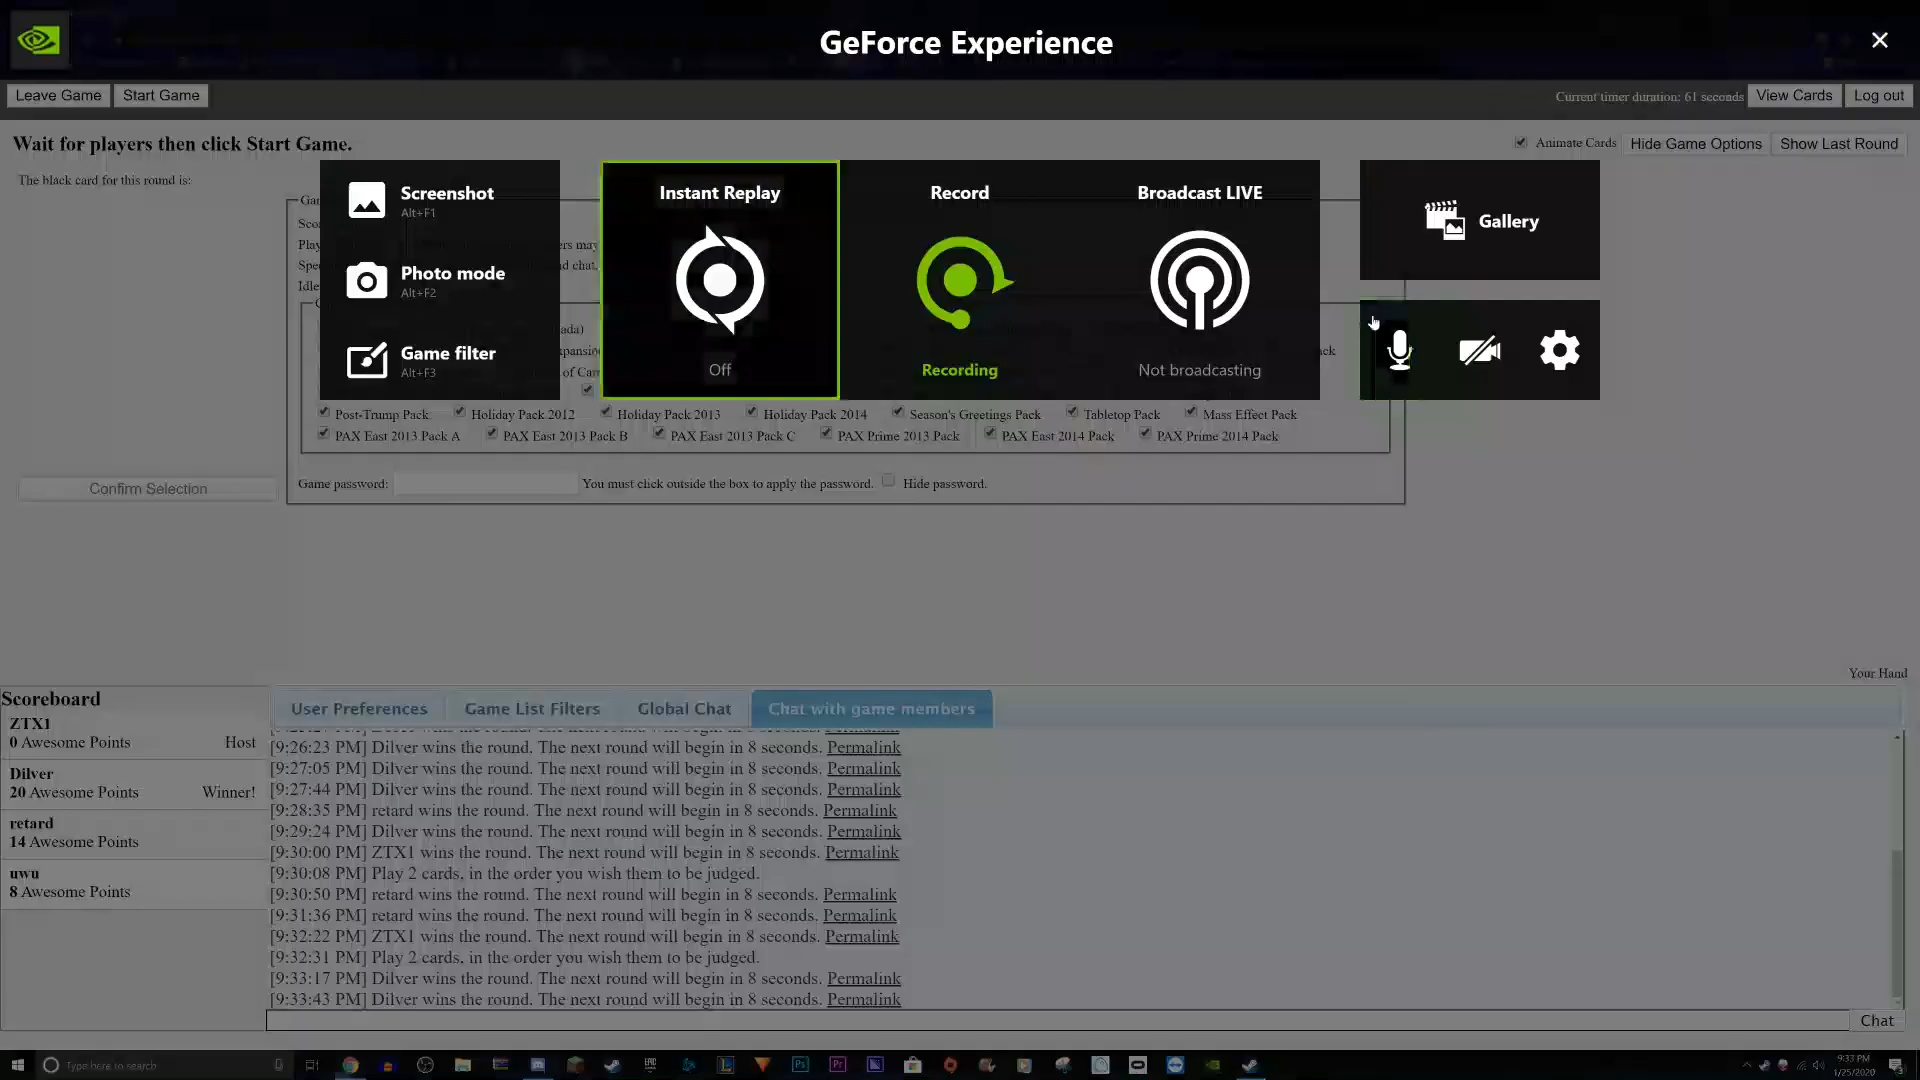 GeForce Experience
Leave Game Start Game
Current timer duration: 61 seconds View Cards Log out
Wait for players then click Start Game.
Animate Cards Hide Game Options Show Last Round
The black card for this round is:
Screenshot
Alt+F1
Photo mode
Alt+F2
Game filter
Alt+F3
Instant Replay
Off
Record
Recording
Broadcast LIVE
Not broadcasting
Gallery
Post-Trump Pack Holiday Pack 2012 Holiday Pack 2013 Holiday Pack 2014 Season's Greetings Pack Tabletop Pack Mass Effect Pack
PAX East 2013 Pack A PAX East 2013 Pack B PAX East 2013 Pack C PAX Prime 2013 Pack PAX East 2014 Pack PAX Prime 2014 Pack
Game password: You must click outside the box to apply the password. Hide password.
Confirm Selection
Your Hand
Scoreboard
ZTX1
0 Awesome Points Host
Dilver
20 Awesome Points Winner!
retard
14 Awesome Points
uwu
8 Awesome Points
User Preferences Game List Filters Global Chat Chat with game members
[9:26:23 PM] Dilver wins the round. The next round will begin in 8 seconds. Permalink
[9:27:05 PM] Dilver wins the round. The next round will begin in 8 seconds. Permalink
[9:27:44 PM] Dilver wins the round. The next round will begin in 8 seconds. Permalink
[9:28:35 PM] retard wins the round. The next round will begin in 8 seconds. Permalink
[9:29:24 PM] Dilver wins the round. The next round will begin in 8 seconds. Permalink
[9:30:00 PM] ZTX1 wins the round. The next round will begin in 8 seconds. Permalink
[9:30:08 PM] Play 2 cards, in the order you wish them to be judged.
[9:30:50 PM] retard wins the round. The next round will begin in 8 seconds. Permalink
[9:31:36 PM] retard wins the round. The next round will begin in 8 seconds. Permalink
[9:32:22 PM] ZTX1 wins the round. The next round will begin in 8 seconds. Permalink
[9:32:31 PM] Play 2 cards, in the order you wish them to be judged.
[9:33:17 PM] Dilver wins the round. The next round will begin in 8 seconds. Permalink
[9:33:43 PM] Dilver wins the round. The next round will begin in 8 seconds. Permalink
Chat
Type here to search
9:33 PM
1/25/2020